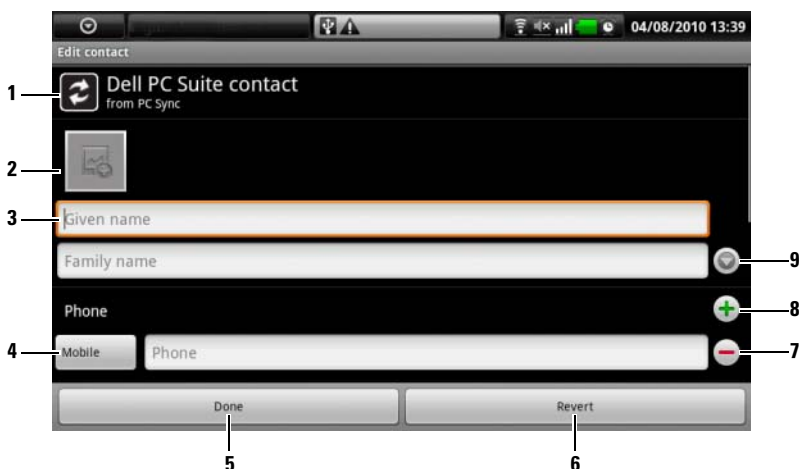 04/08/2010 13:39
Edit contact
1
Dell PC Suite contact
from PC Sync
2
3
Given name
Family name
9
Phone
8
4
Mobile
Phone
7
Done
Revert
5
6